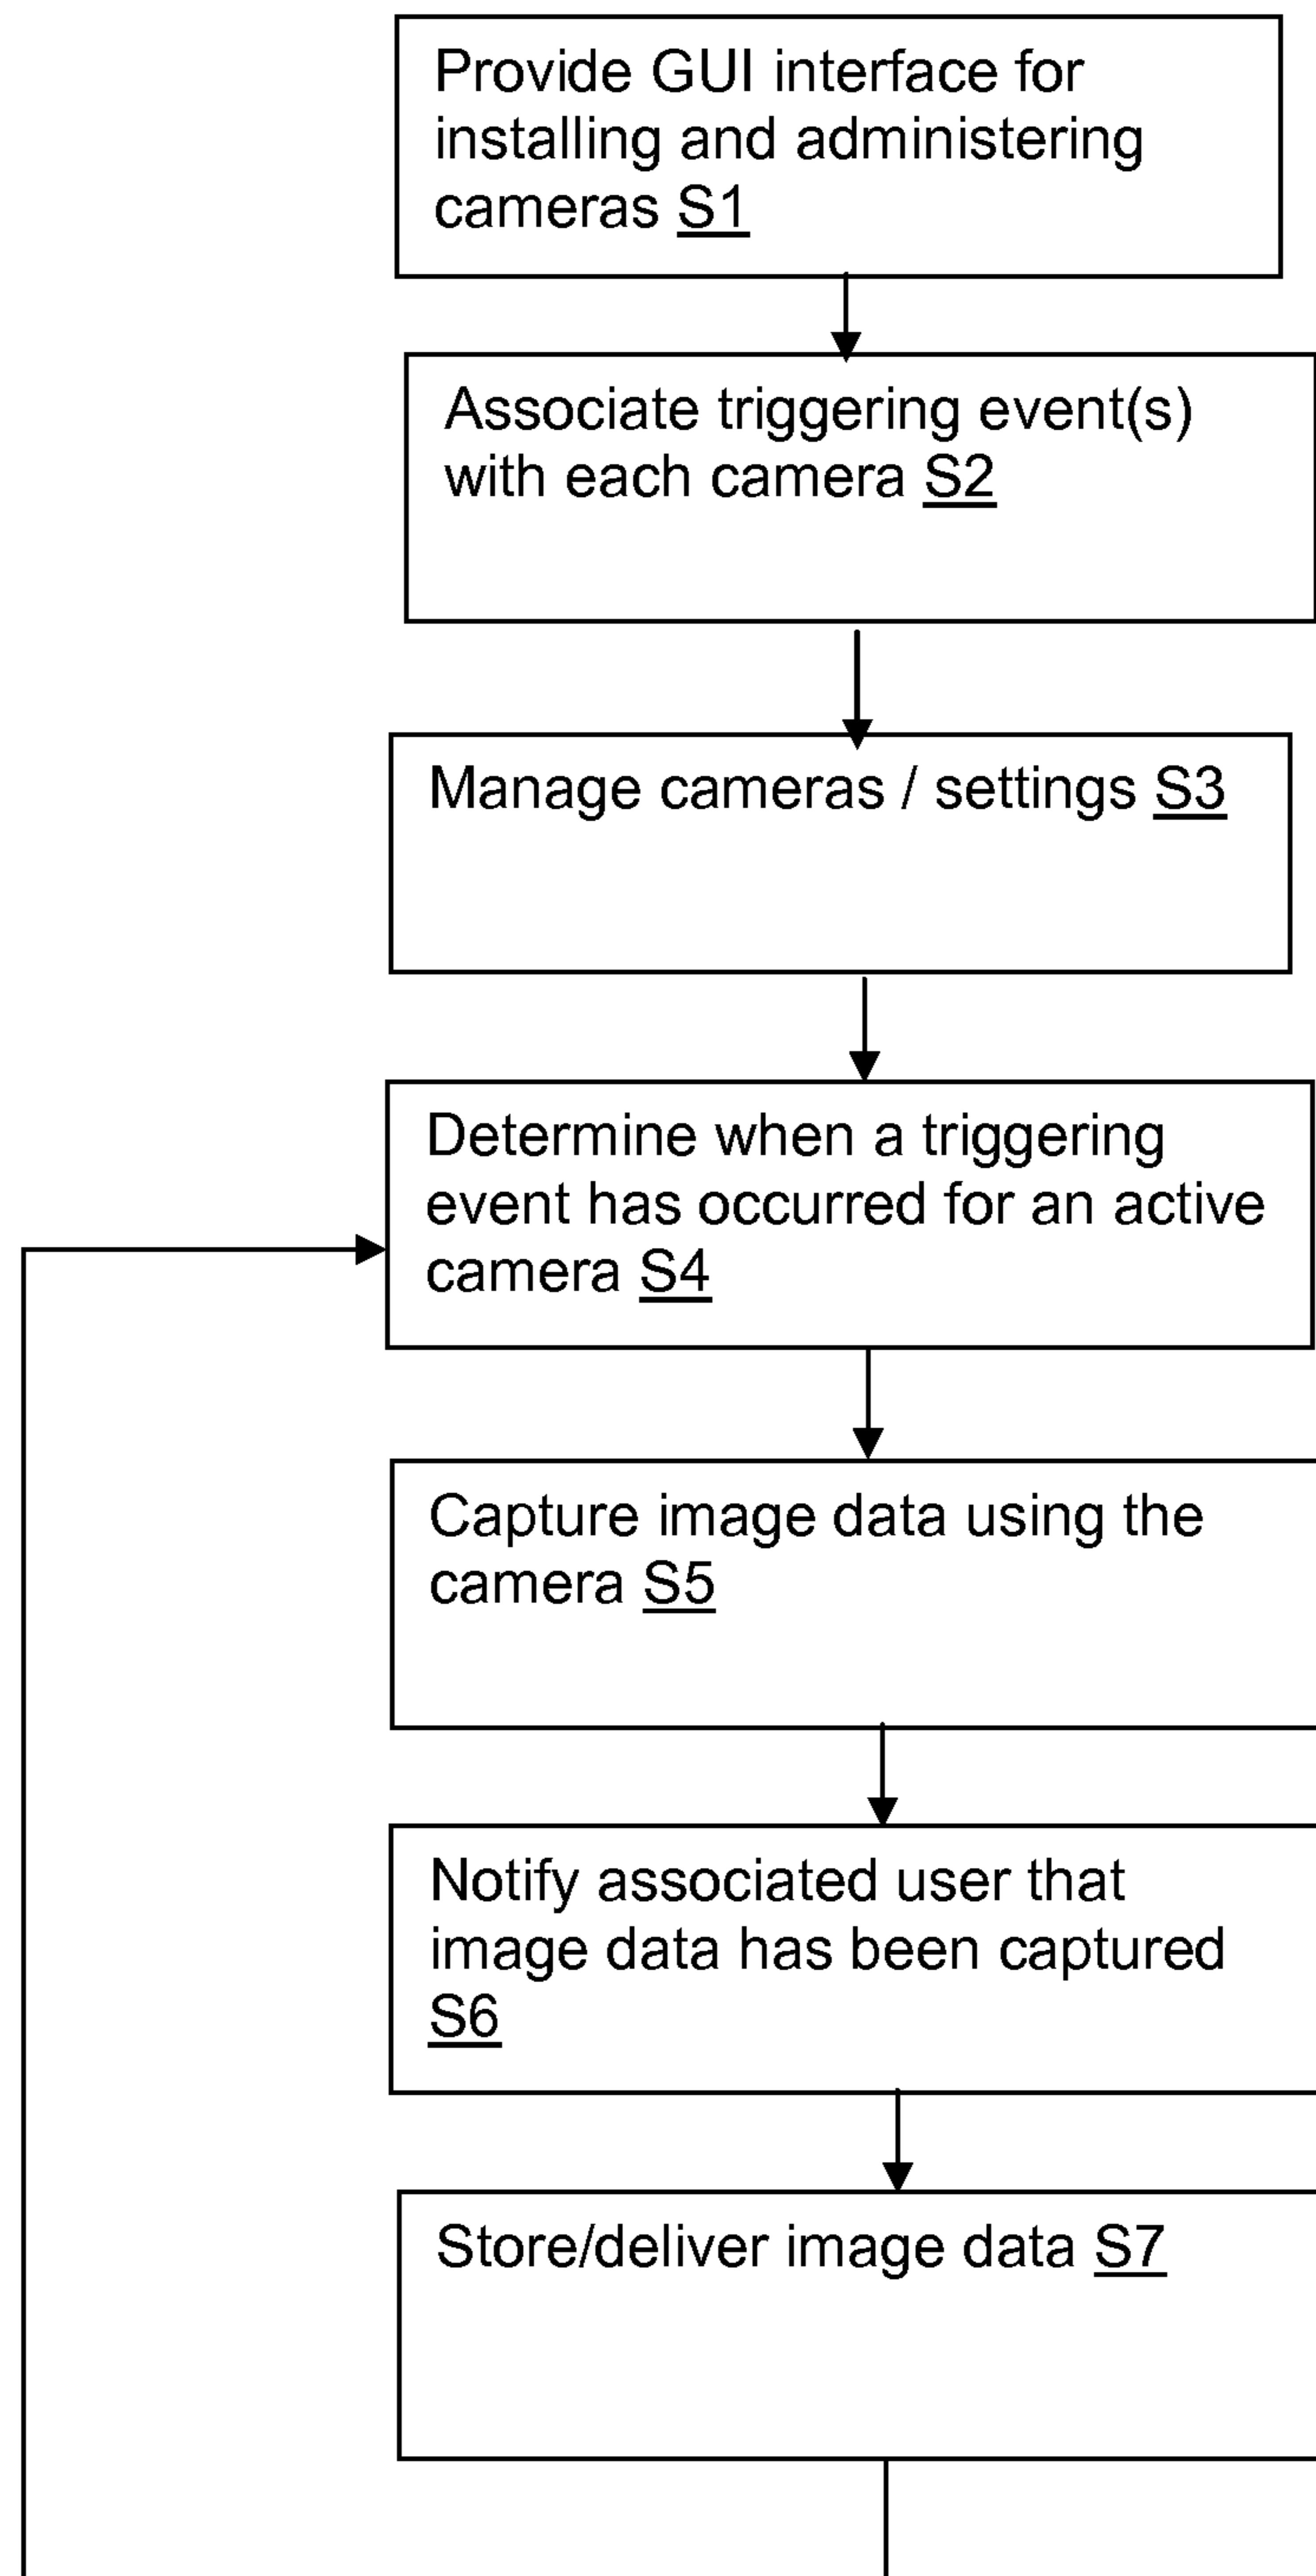 Provide GUI interface for
installing and administering
cameras S1
Associate triggering event(s)
with each camera S2
Manage cameras / settings S3
Determine when a triggering
event has occurred for an active
camera S4
Capture image data using the
camera S5
Notify associated user that
image data has been captured
S6
Store/deliver image data S7